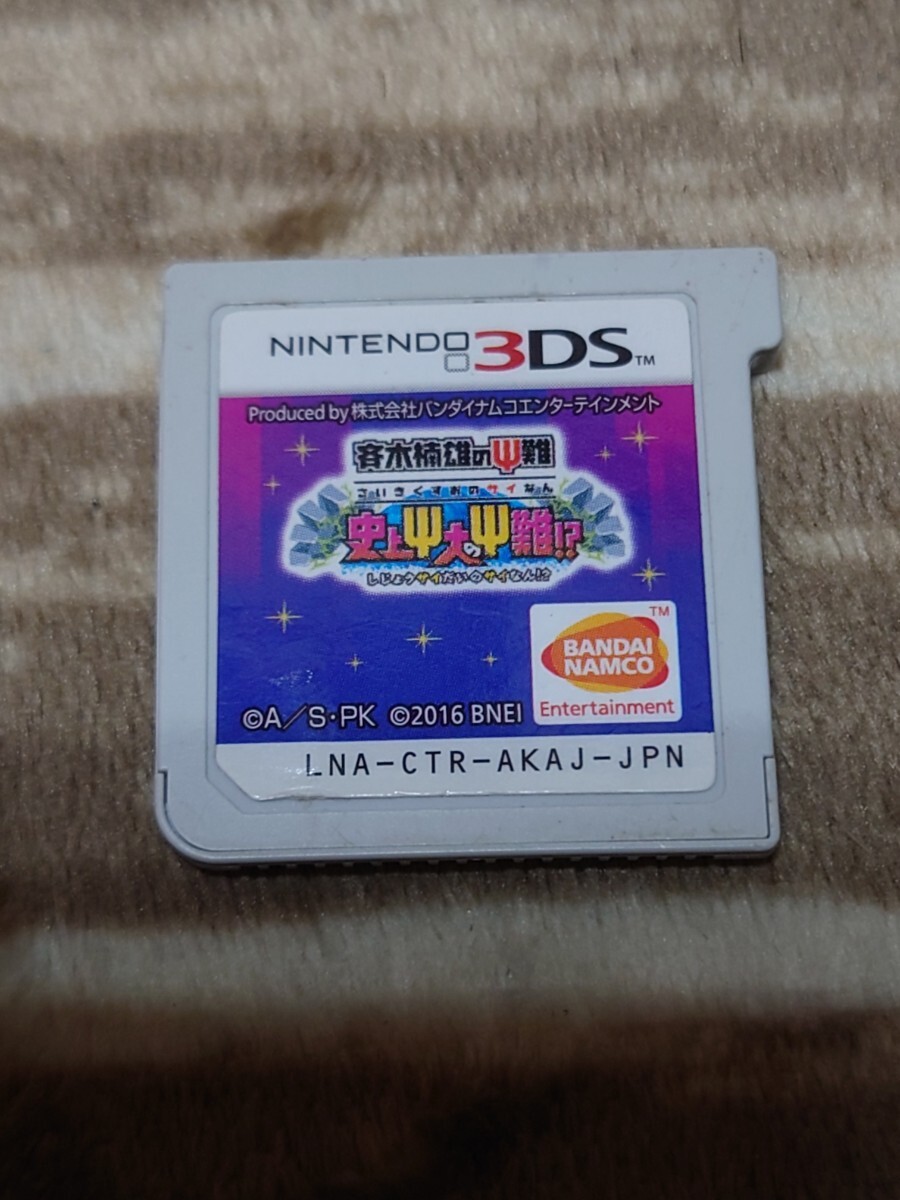 NINTENDO 3DS™
Produced by 株式会社バンダイナムコエンターテインメント
斉木楠雄のΨ難
さいきくすおのサイなん
史上Ψ大のΨ難!?
しじょうサイだいのサイなん!?
BANDAI
NAMCO
TM
Entertainment
©A／S・PK ©2016 BNEI
LNA-CTR-AKAJ-JPN